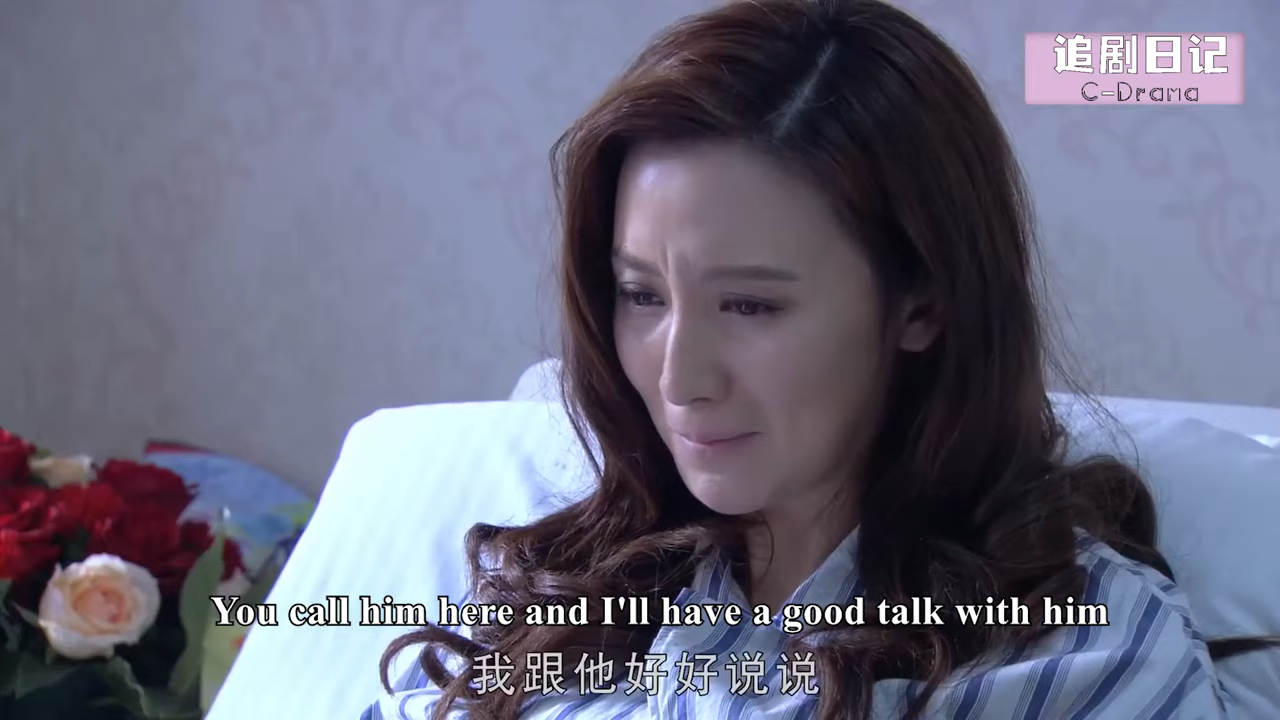 追剧日记
C-Drama
You call him here and I'll have a good talk with him
我跟他好好说说